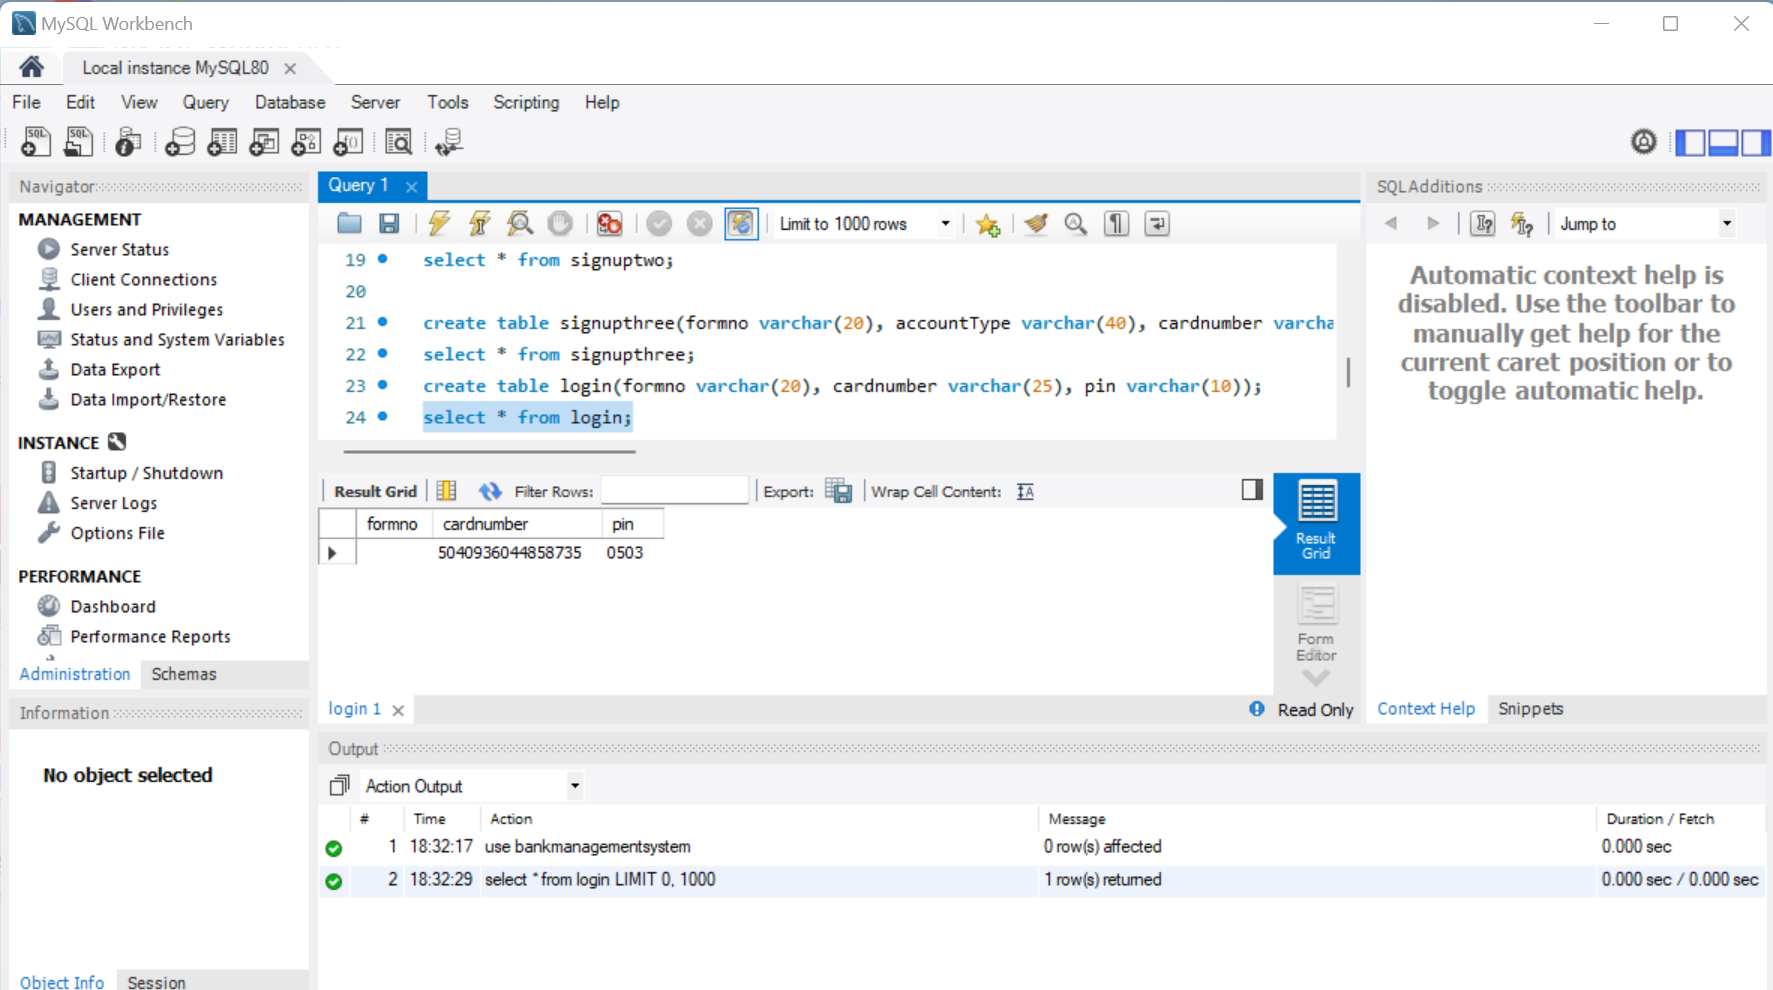 MySQL Workbench
Local instance MySQL80
File Edit View Query Database Server Tools Scripting Help
Navigator
MANAGEMENT
Server Status
Client Connections
Users and Privileges
Status and System Variables
Data Export
Data Import/Restore
INSTANCE
Startup / Shutdown
Server Logs
Options File
PERFORMANCE
Dashboard
Performance Reports
Administration Schemas
Information
No object selected
Object Info Session
Query 1
Limit to 1000 rows
19 select * from signuptwo;
20
21 create table signupthree(formno varchar(20), accountType varchar(40), cardnumber varcha
22 select * from signupthree;
23 create table login(formno varchar(20), cardnumber varchar(25), pin varchar(10));
24 select * from login;
Result Grid Filter Rows: Export: Wrap Cell Content:
formno cardnumber pin
5040936044858735 0503
Result
Grid
Form
Editor
login 1 Read Only
SQLAdditions
Jump to
Automatic context help is
disabled. Use the toolbar to
manually get help for the
current caret position or to
toggle automatic help.
Context Help Snippets
Output
Action Output
# Time Action Message Duration / Fetch
1 18:32:17 use bankmanagementsystem 0 row(s) affected 0.000 sec
2 18:32:29 select * from login LIMIT 0, 1000 1 row(s) returned 0.000 sec / 0.000 sec